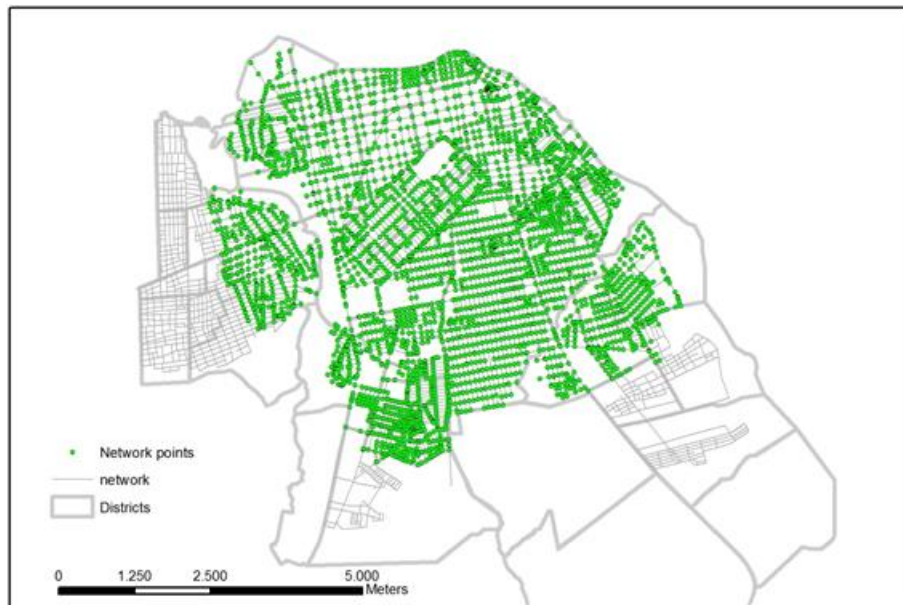 Network points
network
Districts
0 1.250 2.500 5.000
Meters